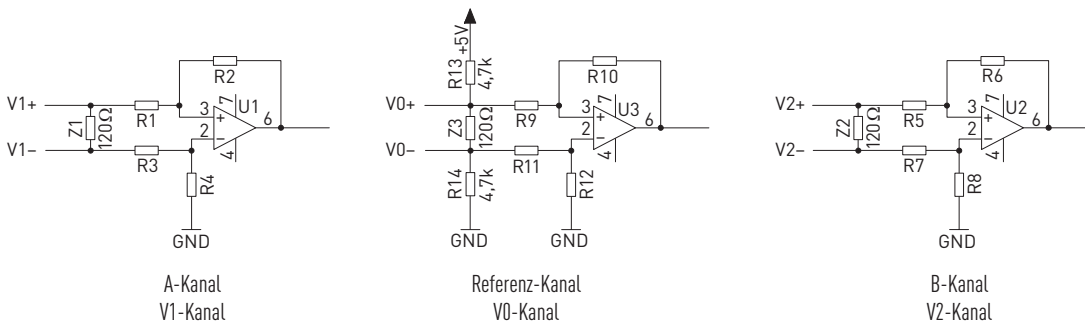 V1+
V1–
Z1
120Ω
R1
R3
R2
3
2
+
–
7
4
U1
6
R4
GND
A-Kanal
V1-Kanal
+5V
R13
4,7k
V0+
V0–
Z3
120Ω
R14
4,7k
GND
R9
R11
R10
3
2
+
–
7
4
U3
6
R12
GND
Referenz-Kanal
V0-Kanal
V2+
V2–
Z2
120Ω
R5
R7
R6
3
2
+
–
7
4
U2
6
R8
GND
B-Kanal
V2-Kanal